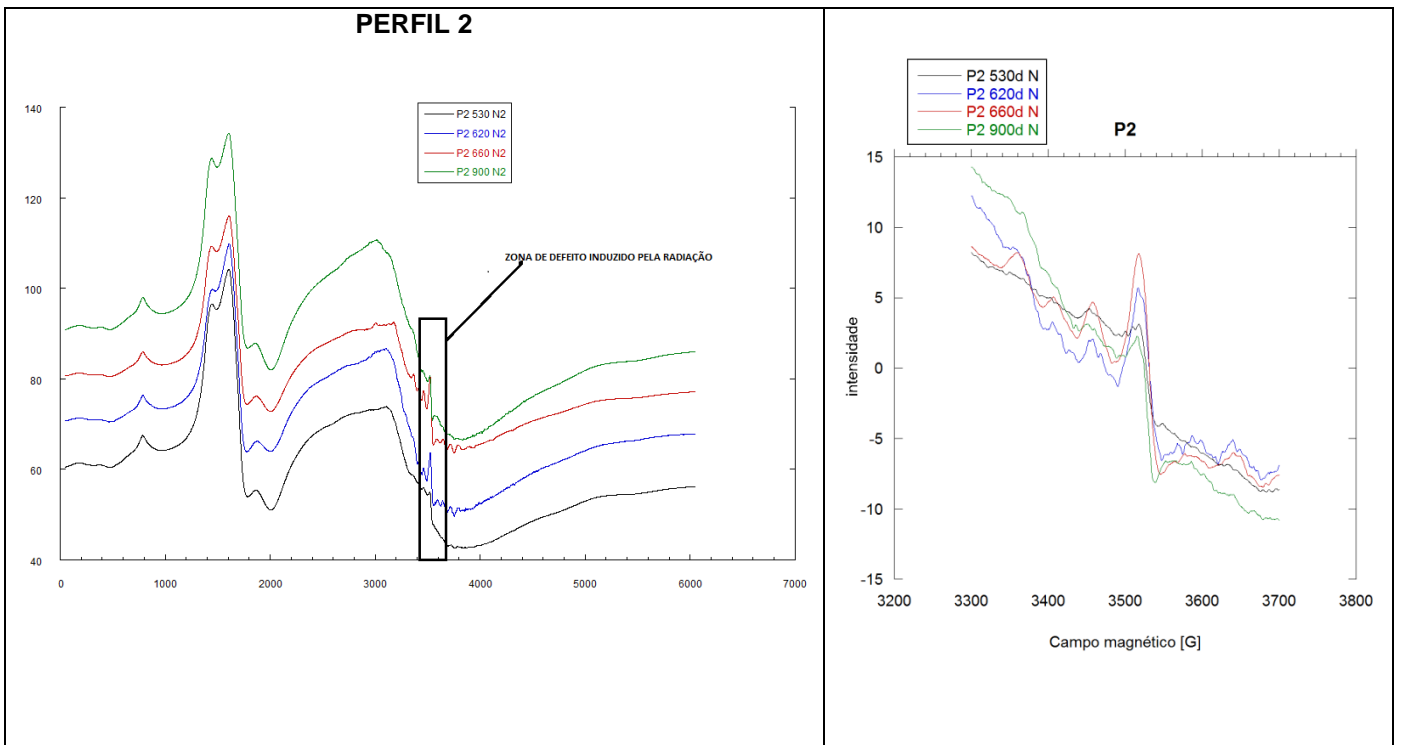 PERFIL 2
P2 530 N2
P2 620 N2
P2 660 N2
P2 900 N2
ZONA DE DEFEITO INDUZIDO PELA RADIAÇÃO
140
120
100
80
60
40
0 1000 2000 3000 4000 5000 6000 7000
P2 530d N
P2 620d N
P2 660d N
P2 900d N
P2
15
10
5
0
-5
-10
-15
intensidade
3200 3300 3400 3500 3600 3700 3800
Campo magnético [G]